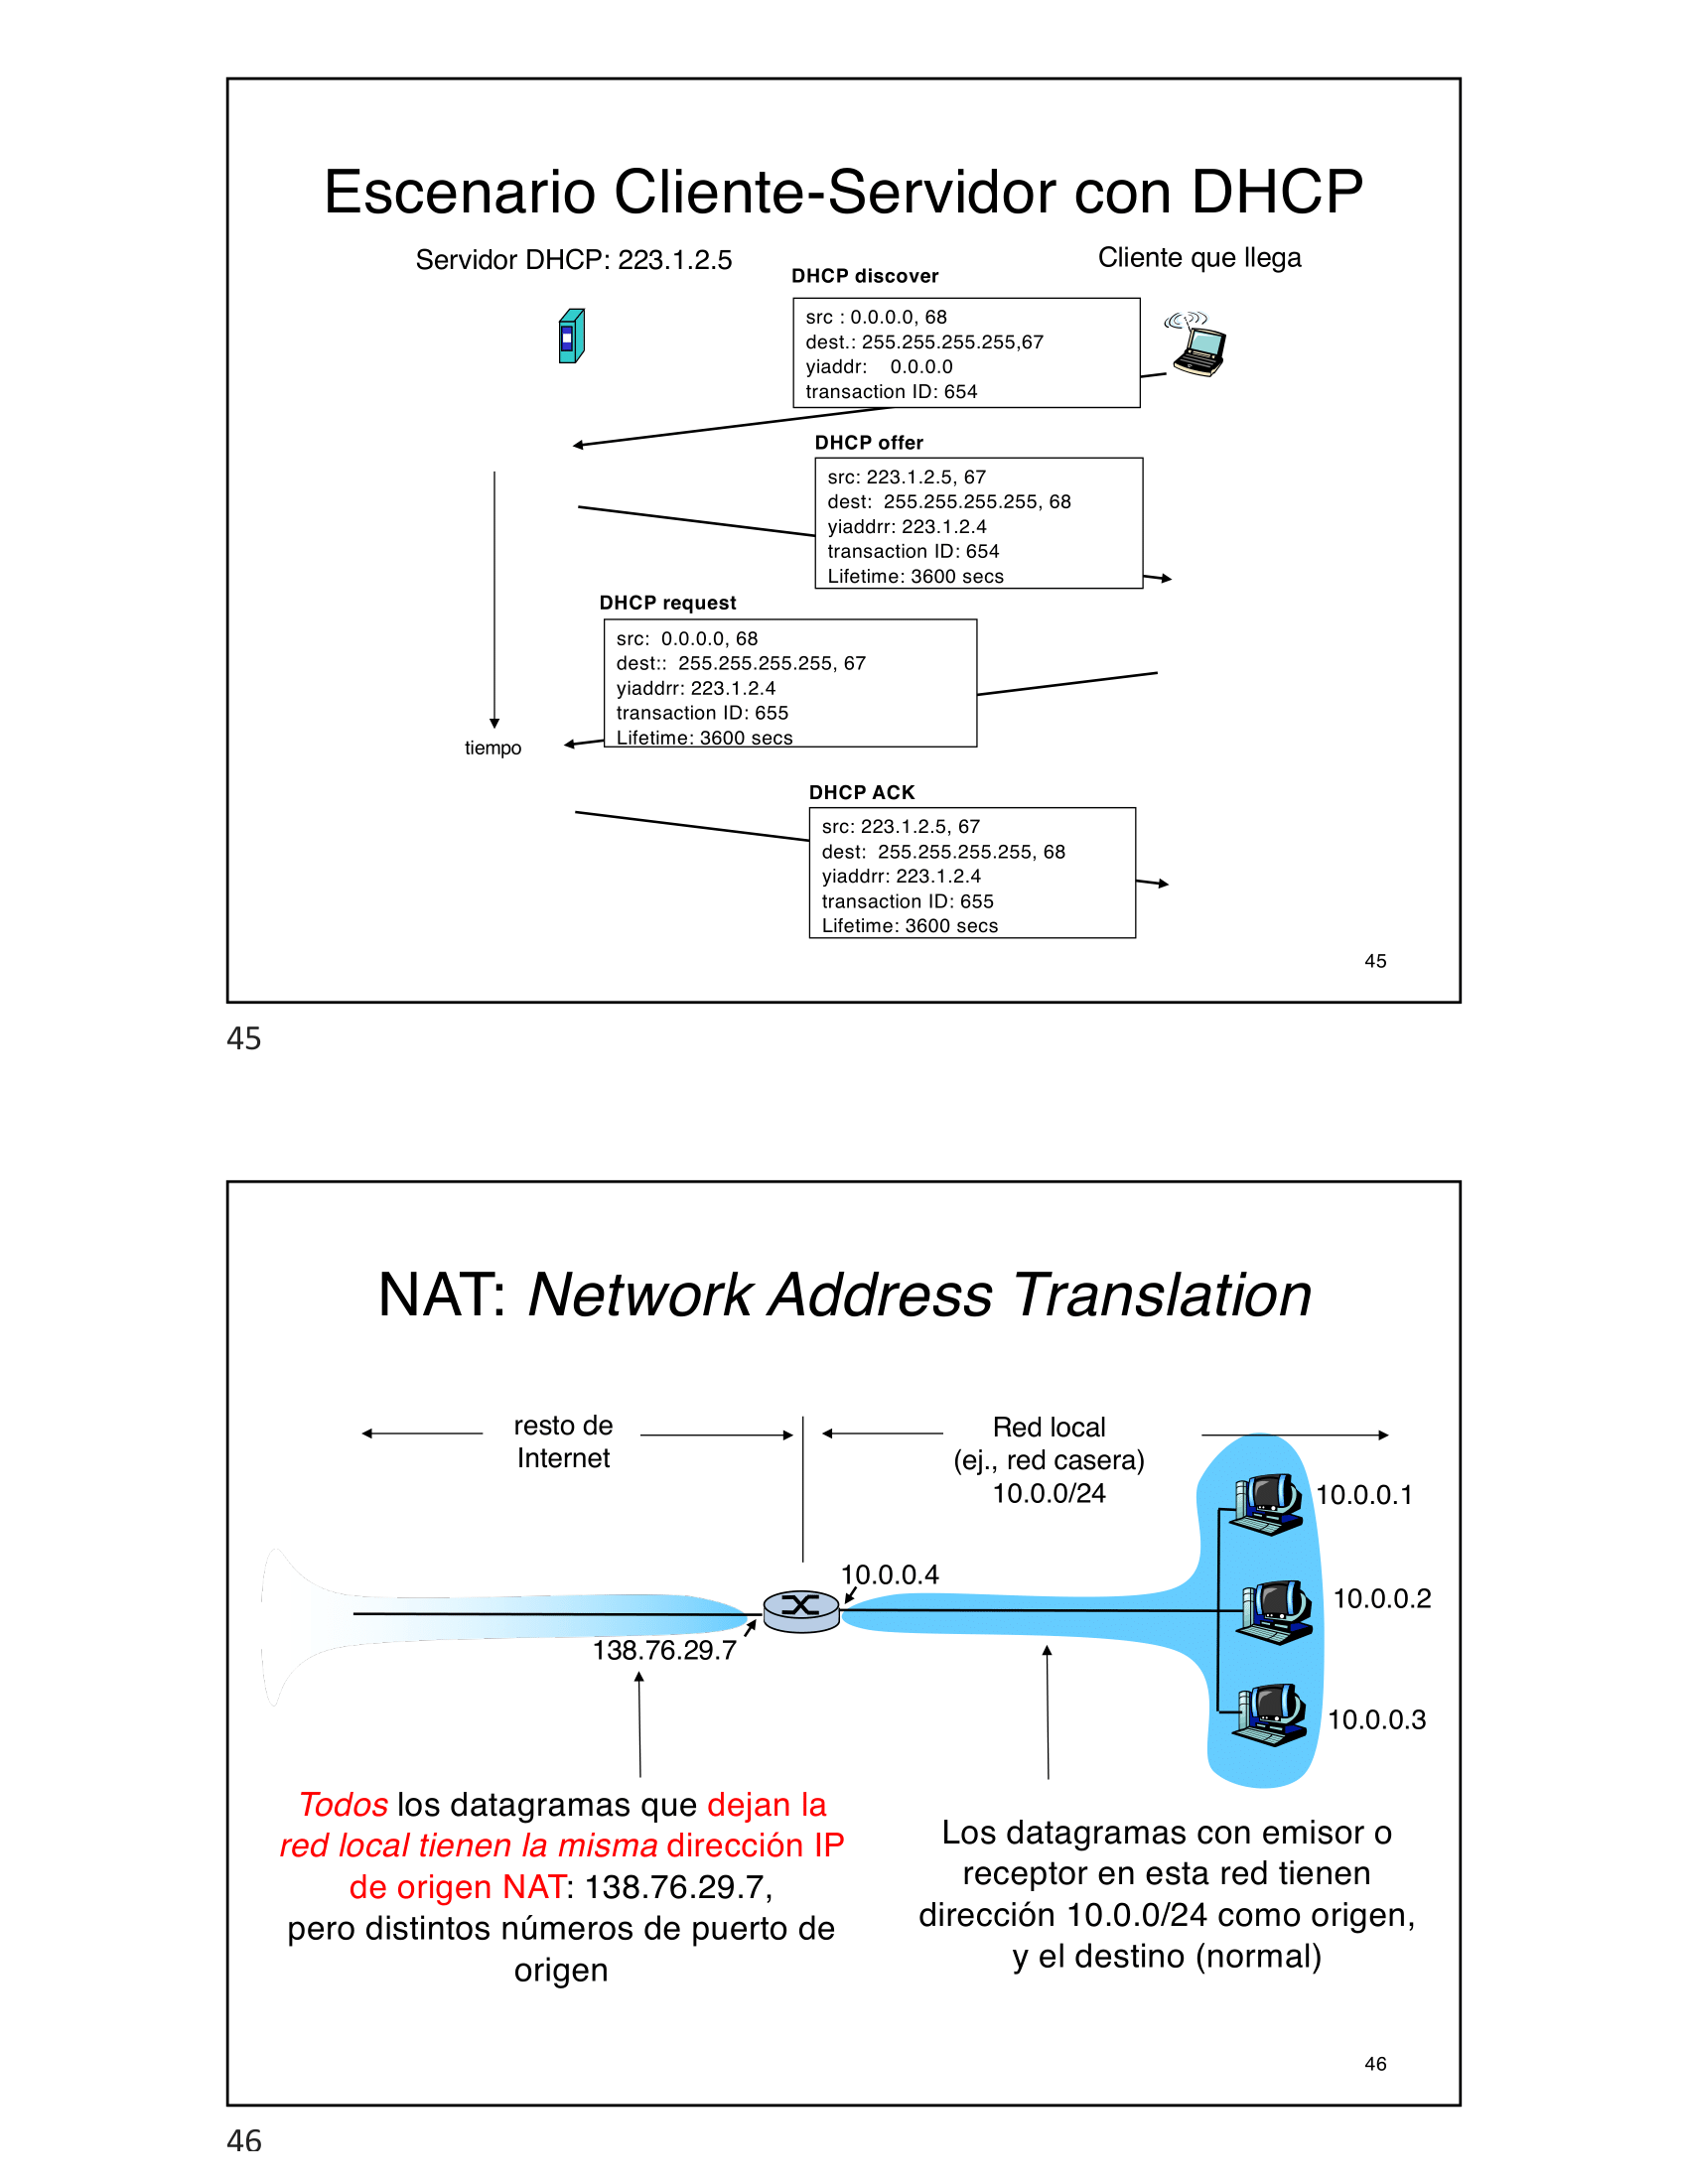 Escenario Cliente-Servidor con DHCP
Servidor DHCP: 223.1.2.5
Cliente que llega
DHCP discover
src : 0.0.0.0, 68
dest.: 255.255.255.255,67
yiaddr:    0.0.0.0
transaction ID: 654
DHCP offer
src: 223.1.2.5, 67
dest:  255.255.255.255, 68
yiaddrr: 223.1.2.4
transaction ID: 654
Lifetime: 3600 secs
DHCP request
src:  0.0.0.0, 68
dest::  255.255.255.255, 67
yiaddrr: 223.1.2.4
transaction ID: 655
Lifetime: 3600 secs
tiempo
DHCP ACK
src: 223.1.2.5, 67
dest:  255.255.255.255, 68
yiaddrr: 223.1.2.4
transaction ID: 655
Lifetime: 3600 secs
45
45
NAT: Network Address Translation
resto de
Internet
Red local
(ej., red casera)
10.0.0/24
10.0.0.1
10.0.0.4
10.0.0.2
138.76.29.7
10.0.0.3
Todos los datagramas que dejan la
red local tienen la misma dirección IP
de origen NAT: 138.76.29.7,
pero distintos números de puerto de
origen
Los datagramas con emisor o
receptor en esta red tienen
dirección 10.0.0/24 como origen,
y el destino (normal)
46
46